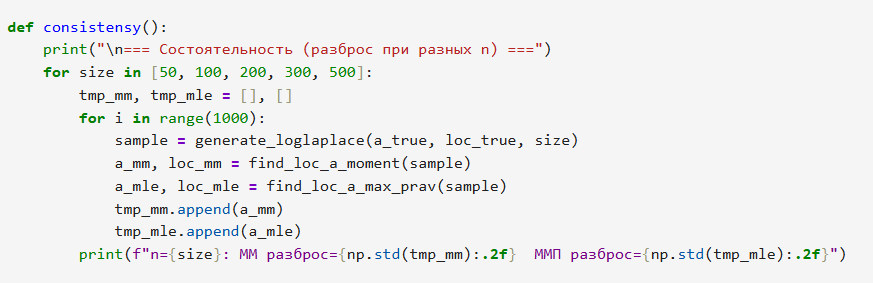 def consistensy():
    print("\n=== Состоятельность (разброс при разных n) ===")
    for size in [50, 100, 200, 300, 500]:
        tmp_mm, tmp_mle = [], []
        for i in range(1000):
            sample = generate_loglaplace(a_true, loc_true, size)
            a_mm, loc_mm = find_loc_a_moment(sample)
            a_mle, loc_mle = find_loc_a_max_prav(sample)
            tmp_mm.append(a_mm)
            tmp_mle.append(a_mle)
        print(f"n={size}: ММ разброс={np.std(tmp_mm):.2f}  ММП разброс={np.std(tmp_mle):.2f}")